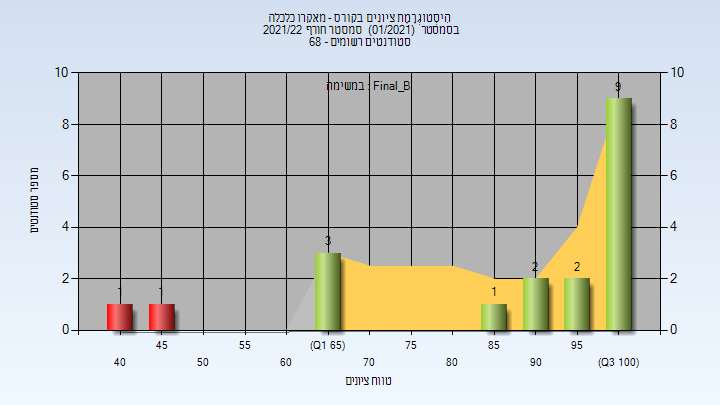 היסטוגרמת ציונים בקורס - מאקרו כלכלה
בסמסטר (01/2021) סמסטר חורף 2021/22
סטודנטים רשומים - 68
במשימה : Final_B
מספר סטודנטים
10 10
8 8
6 6
4 4
2 2
0 0
1 1 3 1 2 2 9
45 55 (Q1 65) 75 85 95
40 50 60 70 80 90 (Q3 100)
טווח ציונים